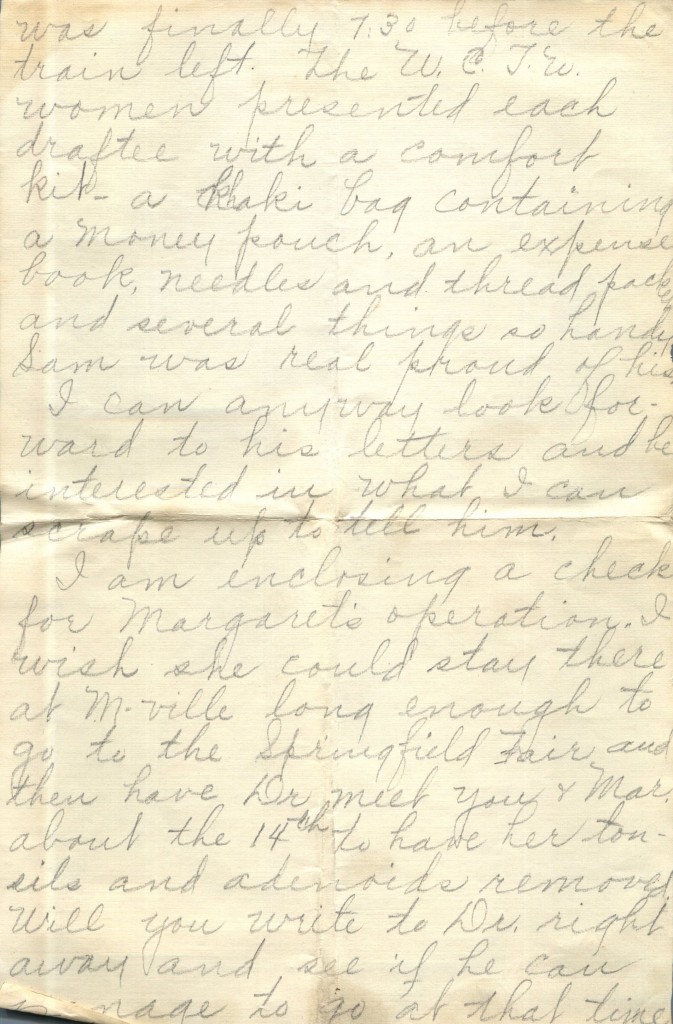 was finally 7:30 before the
train left. The W. C. T. U.
women presented each
draftee with a comfort
kit - a khaki bag containing
a money pouch, an expense
book, needles and thread packet
and several things so handy
Sam was real proud of his.
I can anyway look for-
ward to his letters and be
interested in what I can
scrape up to tell him.
I am enclosing a check
for Margaret's operation. I
wish she could stay there
at M-ville long enough to
go to the Springfield Fair and
then have Dr. meet you & Mar.
about the 14th to have her ton-
sils and adenoids removed.
Will you write to Dr. right
away and see if he can
manage to go at that time